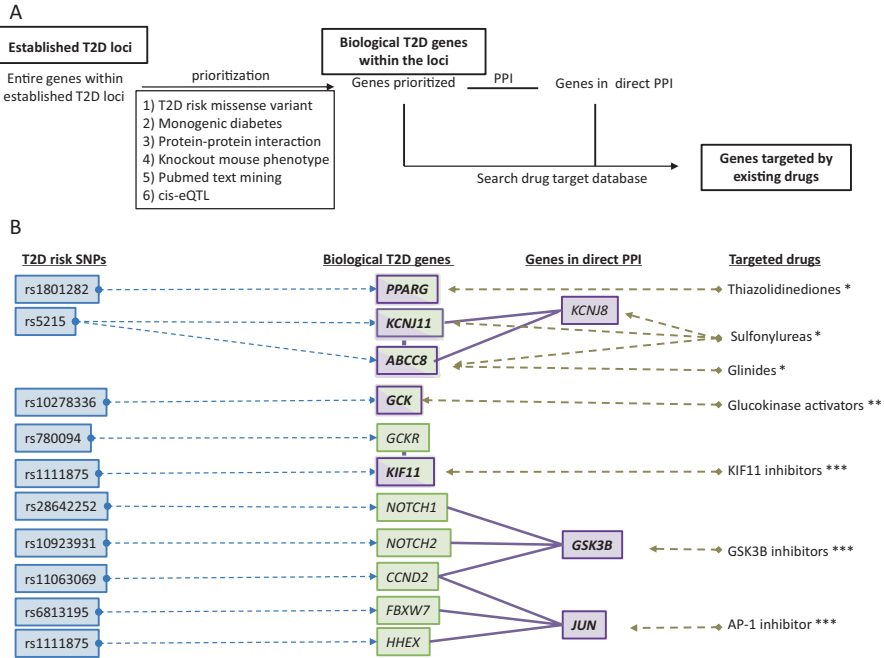 A
Established T2D loci
Entire genes within
established T2D loci
prioritization
1) T2D risk missense variant
2) Monogenic diabetes
3) Protein-protein interaction
4) Knockout mouse phenotype
5) Pubmed text mining
6) cis-eQTL
Biological T2D genes
within the loci
Genes prioritized
PPI
Genes in direct PPI
Search drug target database
Genes targeted by
existing drugs
B
T2D risk SNPs
Biological T2D genes
Genes in direct PPI
Targeted drugs
rs1801282
PPARG
Thiazolidinediones *
rs5215
KCNJ11
KCNJ8
Sulfonylureas *
ABCC8
Glinides *
rs10278336
GCK
Glucokinase activators **
rs780094
GCKR
rs1111875
KIF11
KIF11 inhibitors ***
rs28642252
NOTCH1
rs10923931
NOTCH2
GSK3B
GSK3B inhibitors ***
rs11063069
CCND2
rs6813195
FBXW7
JUN
AP-1 inhibitor ***
rs1111875
HHEX